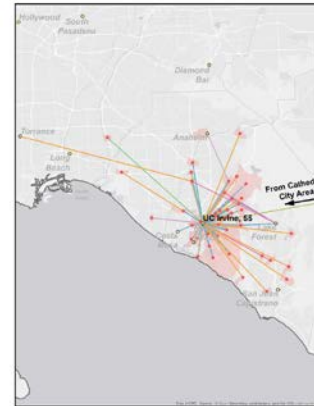 Hollywood
South
Pasadena
Diamond
Bar
Torrance
Anaheim
Long
Beach
From Cathed
City Area
UC Irvine, 55
Costa
Mesa
Lake
Forest
San Juan
Capistrano